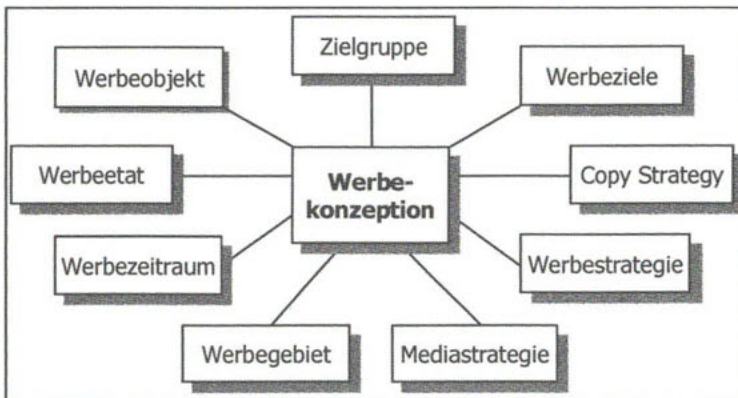 Zielgruppe
Werbeobjekt
Werbeziele
Werbeetat
Werbe-
konzeption
Copy Strategy
Werbezeitraum
Werbestrategie
Werbegebiet
Mediastrategie